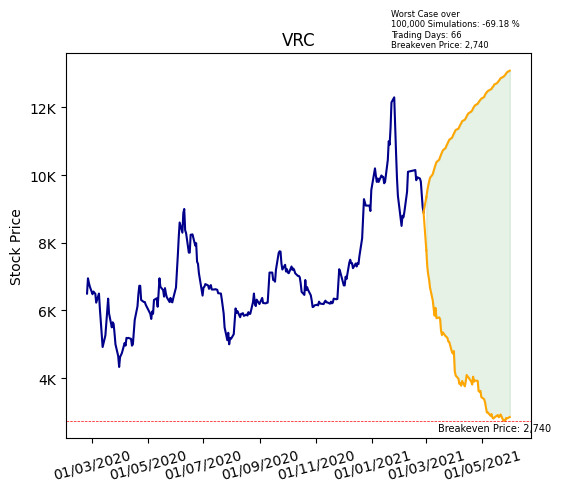 Worst Case over
100,000 Simulations: -69.18 %
Trading Days: 66
Breakeven Price: 2,740
VRC
Stock Price
12K
10K
8K
6K
4K
Breakeven Price: 2,740
01/03/2020
01/05/2020
01/07/2020
01/09/2020
01/11/2020
01/01/2021
01/03/2021
01/05/2021